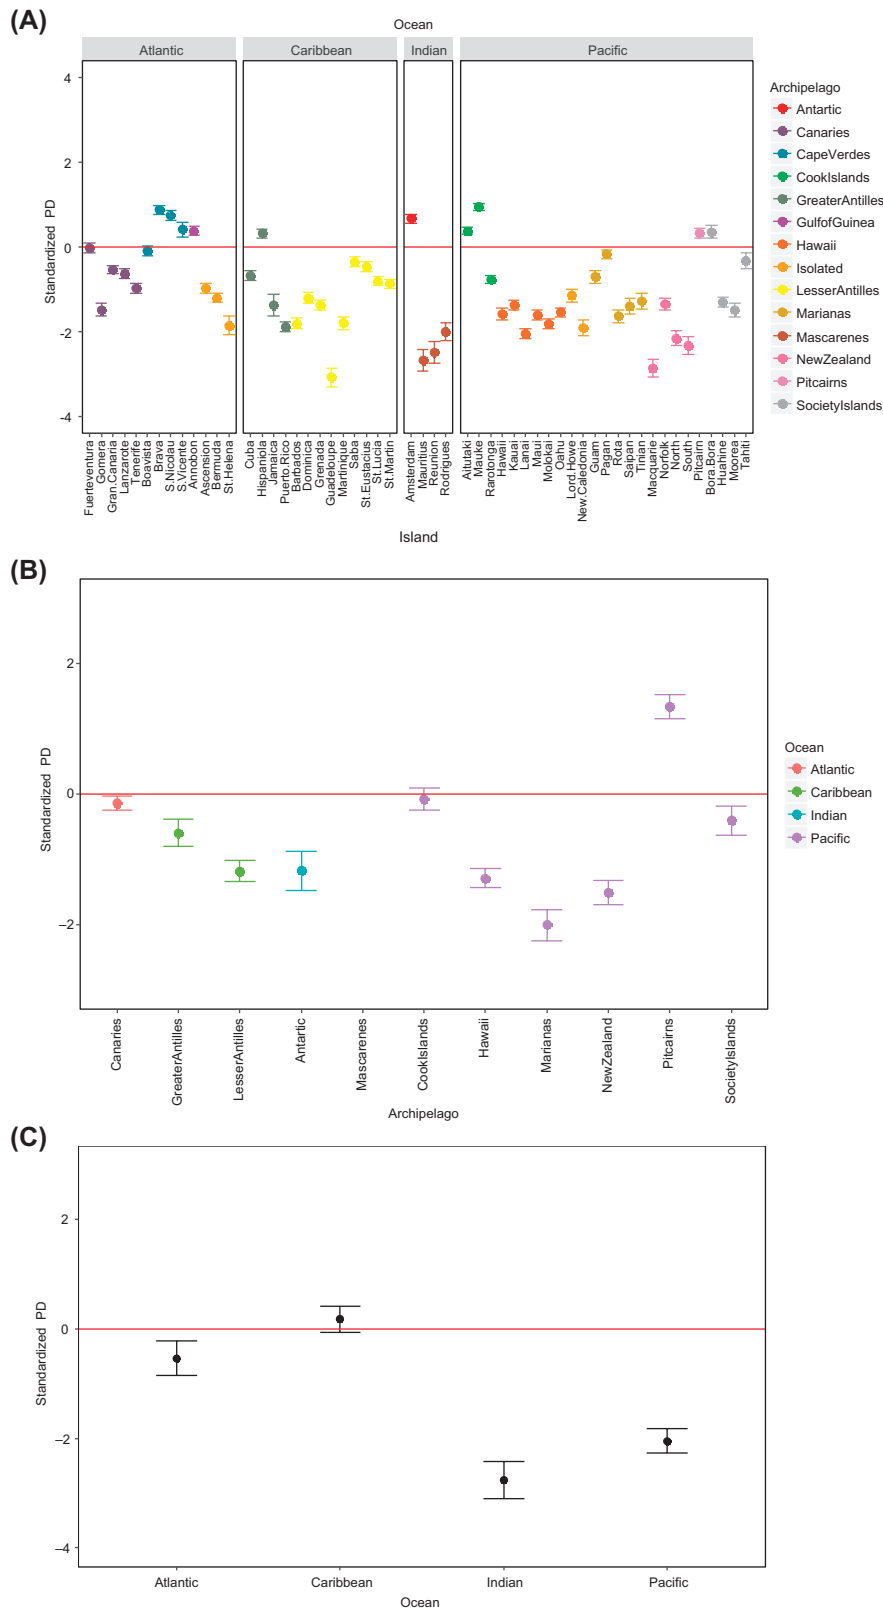 (A)
Ocean
Atlantic
Caribbean
Indian
Pacific
4
2
0
–2
–4
Standardized PD
Fuerteventura
Gomera
Gran.Canaria
Lanzarote
Tenerife
Boavista
Brava
S.Nicolau
S.Vicente
Annobon
Ascension
Bermuda
St.Helena
Cuba
Hispaniola
Jamaica
Puerto.Rico
Barbados
Dominica
Grenada
Guadeloupe
Martinique
Saba
St.Eustacius
St.Lucia
St.Martin
Amsterdam
Mauritius
Reunion
Rodrigues
Aitutaki
Mauke
Rarotonga
Hawaii
Kauai
Lanai
Maui
Molokai
Oahu
Lord.Howe
New.Caledonia
Guam
Pagan
Rota
Saipan
Tinian
Macquarie
Norfolk
North
South
Pitcairn
Bora.Bora
Huahine
Moorea
Tahiti
Island
Archipelago
Antartic
Canaries
CapeVerdes
CookIslands
GreaterAntilles
GulfofGuinea
Hawaii
Isolated
LesserAntilles
Marianas
Mascarenes
NewZealand
Pitcairns
SocietyIslands
(B)
2
0
–2
Standardized PD
Canaries
GreaterAntilles
LesserAntilles
Antartic
Mascarenes
CookIslands
Hawaii
Marianas
NewZealand
Pitcairns
SocietyIslands
Archipelago
Ocean
Atlantic
Caribbean
Indian
Pacific
(C)
2
0
–2
–4
Standardized PD
Atlantic
Caribbean
Indian
Pacific
Ocean